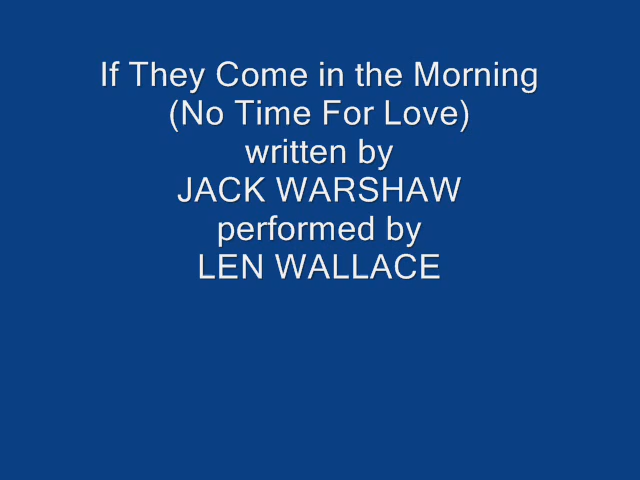 If They Come in the Morning
(No Time For Love)
written by
JACK WARSHAW
performed by
LEN WALLACE